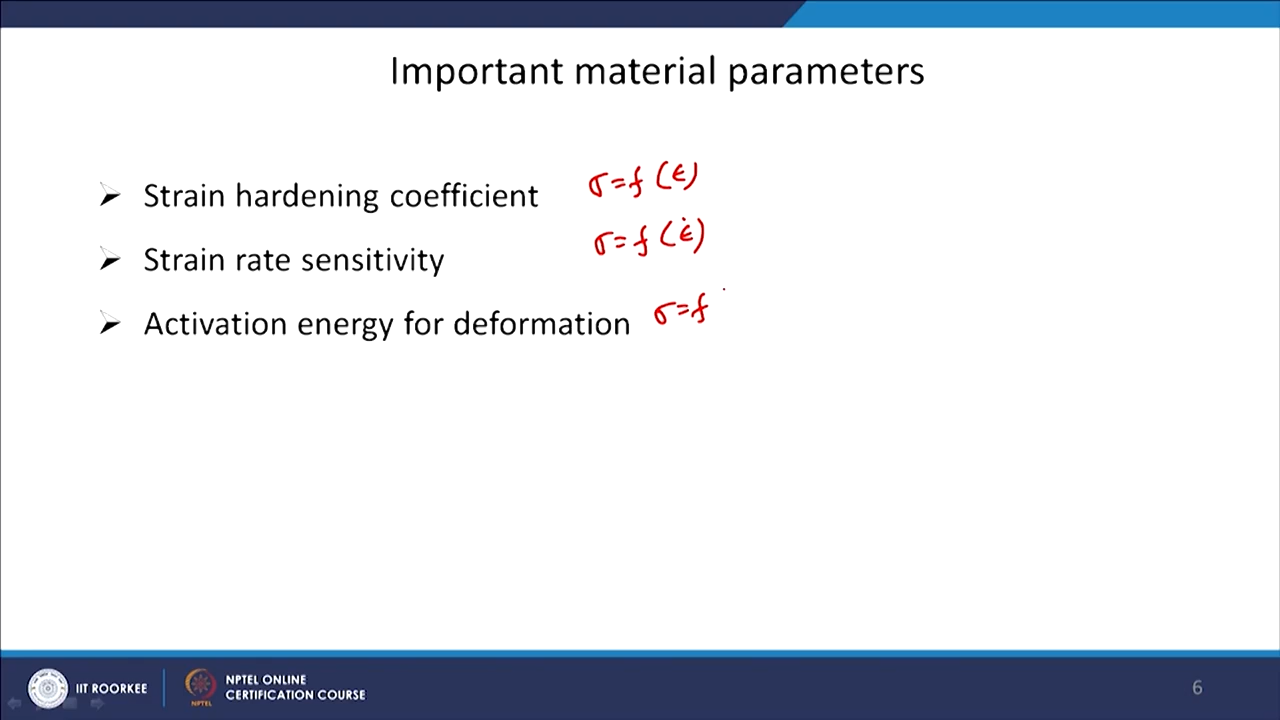 Important material parameters
Strain hardening coefficient σ=f(ε)
Strain rate sensitivity σ=f(ε̇)
Activation energy for deformation σ=f
IIT ROORKEE
NPTEL ONLINE
CERTIFICATION COURSE
NPTEL
6